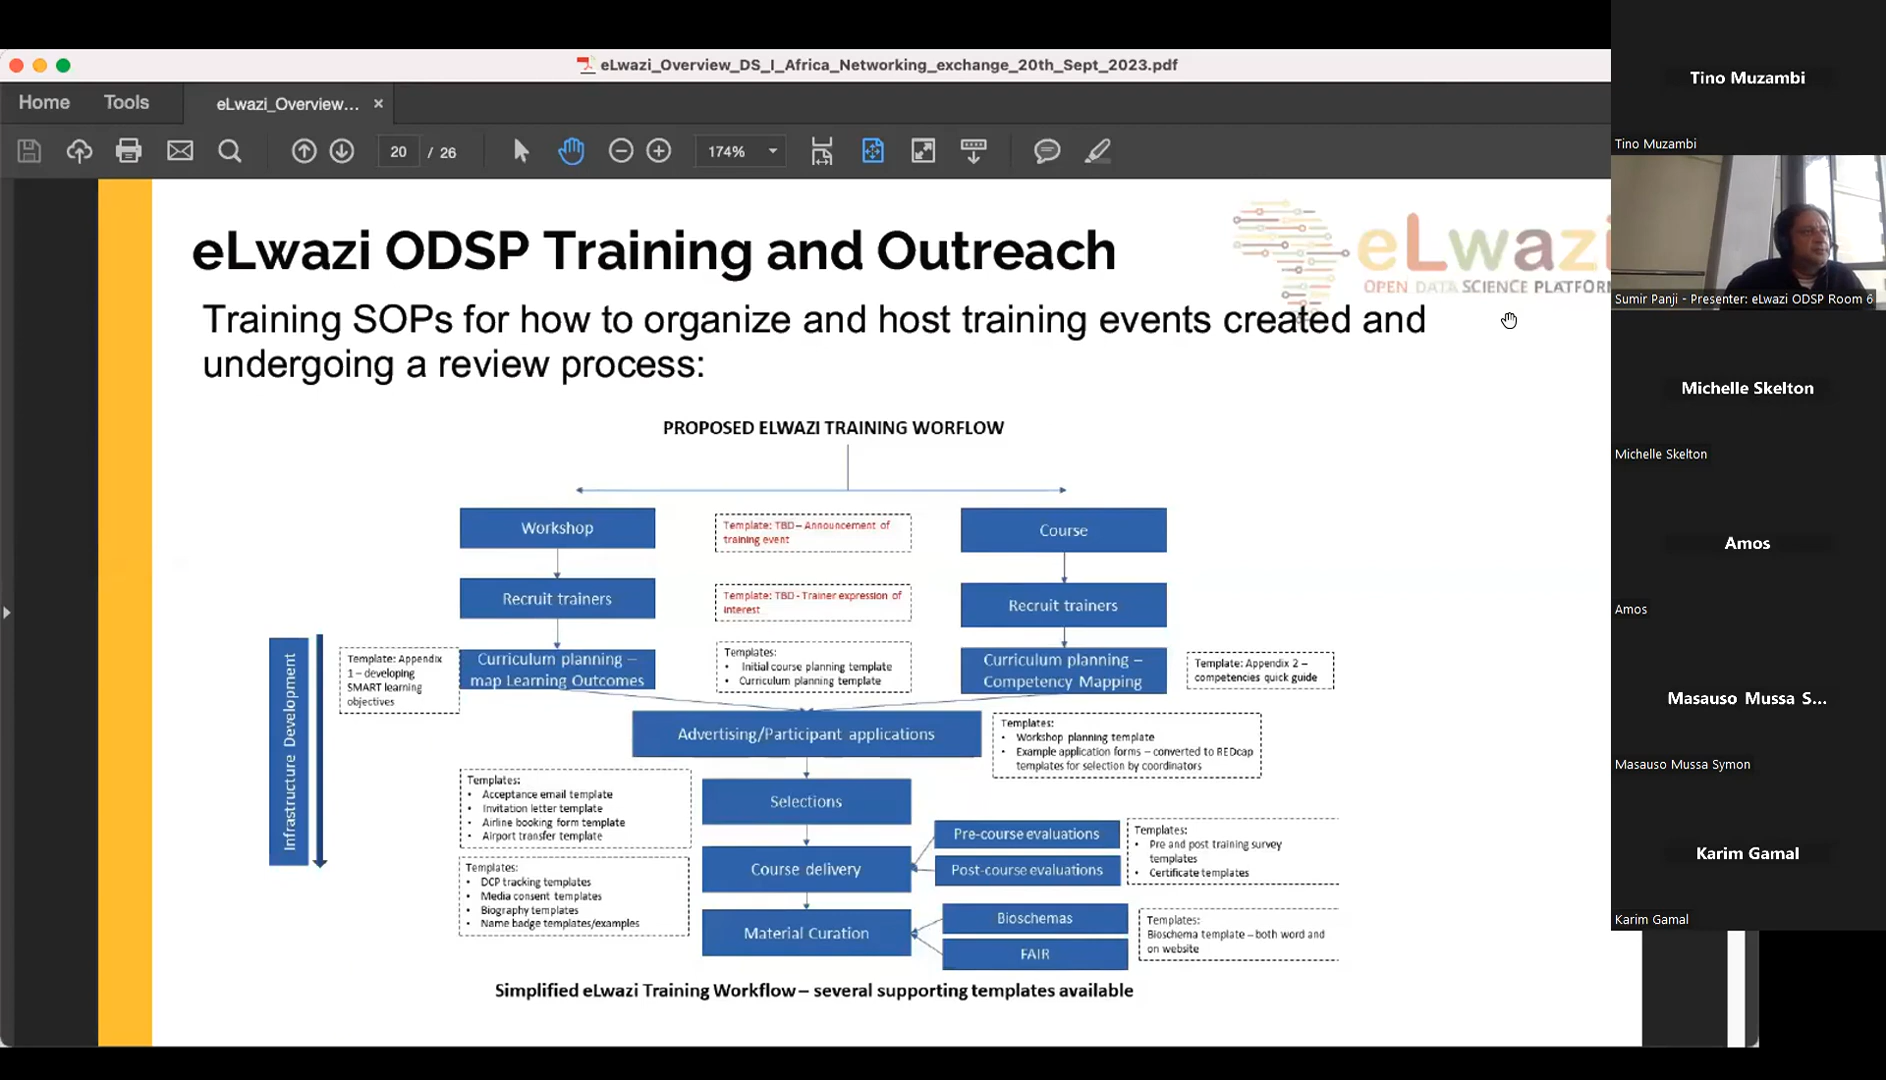 eLwazi_Overview_DS_I_Africa_Networking_exchange_20th_Sept_2023.pdf
Home
Tools
eLwazi_Overview...
20
/ 26
174%
eLwazi ODSP Training and Outreach
eLwazi
OPEN DATA SCIENCE PLATFORM
Training SOPs for how to organize and host training events created and
undergoing a review process:
PROPOSED ELWAZI TRAINING WORFLOW
Workshop
Template: TBD – Announcement of
training event
Course
Recruit trainers
Template: TBD - Trainer expression of
interest
Recruit trainers
Infrastructure Development
Template: Appendix
1 – developing
SMART learning
objectives
Curriculum planning –
map Learning Outcomes
Templates:
• Initial course planning template
• Curriculum planning template
Curriculum planning –
Competency Mapping
Template: Appendix 2 –
competencies quick guide
Advertising/Participant applications
Templates:
• Workshop planning template
• Example application forms – converted to REDcap
templates for selection by coordinators
Templates:
• Acceptance email template
• Invitation letter template
• Airline booking form template
• Airport transfer template
Selections
Templates:
• DCP tracking templates
• Media consent templates
• Biography templates
• Name badge templates/examples
Course delivery
Pre-course evaluations
Post-course evaluations
Templates:
• Pre and post training survey
templates
• Certificate templates
Material Curation
Bioschemas
FAIR
Templates:
Bioschema template – both word and
on website
Simplified eLwazi Training Workflow – several supporting templates available
Tino Muzambi
Tino Muzambi
Sumir Panji - Presenter: eLwazi ODSP Room 6
Michelle Skelton
Michelle Skelton
Amos
Amos
Masauso Mussa S...
Masauso Mussa Symon
Karim Gamal
Karim Gamal